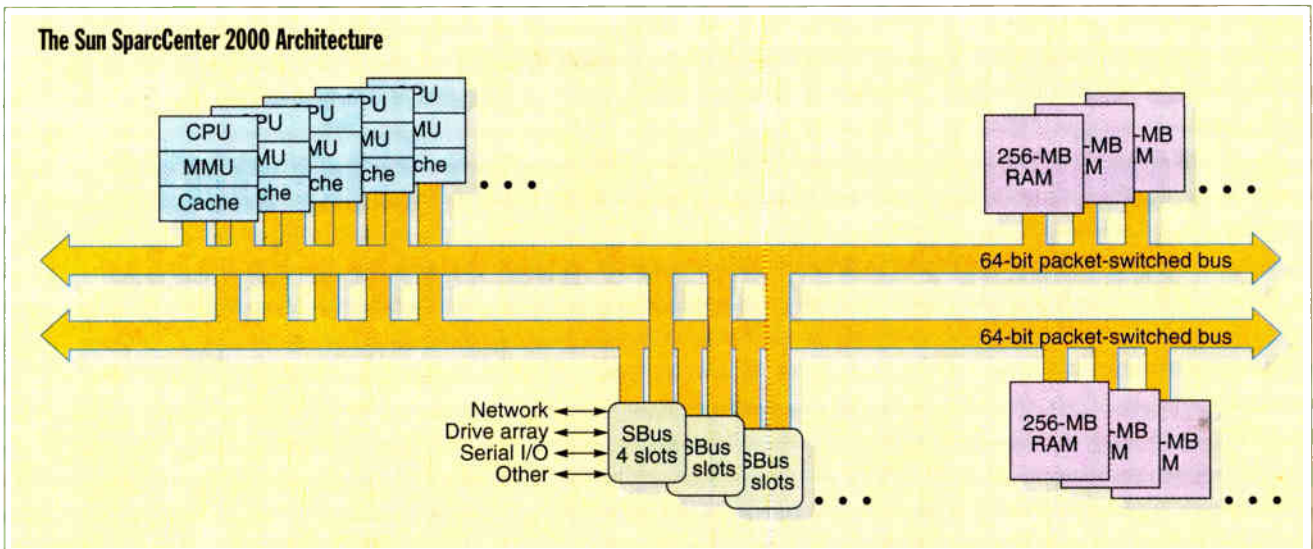 The Sun SparcCenter 2000 Architecture
CPU
MMU
Cache
PU
MU
che
PU
MU
che
PU
MU
che
PU
MU
che
256-MB
RAM
-MB
M
-MB
M
64-bit packet-switched bus
64-bit packet-switched bus
Network
Drive array
Serial I/O
Other
SBus
4 slots
SBus
slots
SBus
slots
256-MB
RAM
-MB
M
-MB
M